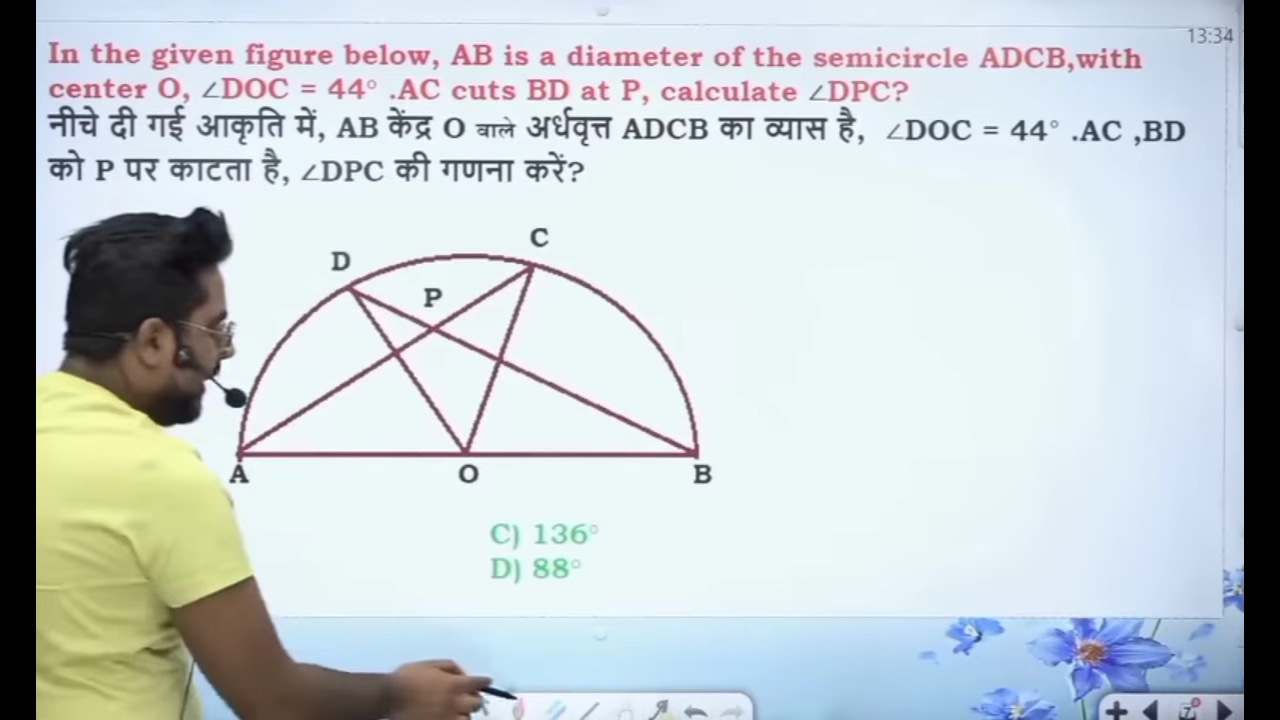 13:34
In the given figure below, AB is a diameter of the semicircle ADCB,with
center O, ∠DOC = 44° .AC cuts BD at P, calculate ∠DPC?
नीचे दी गई आकृति में, AB केंद्र O वाले अर्धवृत्त ADCB का व्यास है, ∠DOC = 44° .AC ,BD
को P पर काटता है, ∠DPC की गणना करें?
C
D
P
A
O
B
C) 136°
D) 88°